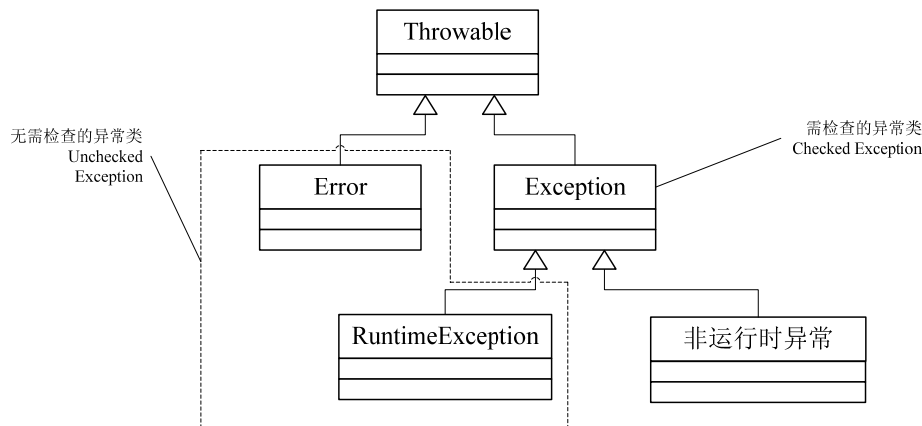 Throwable
无需检查的异常类
Unchecked
Exception
需检查的异常类
Checked Exception
Error
Exception
RuntimeException
非运行时异常